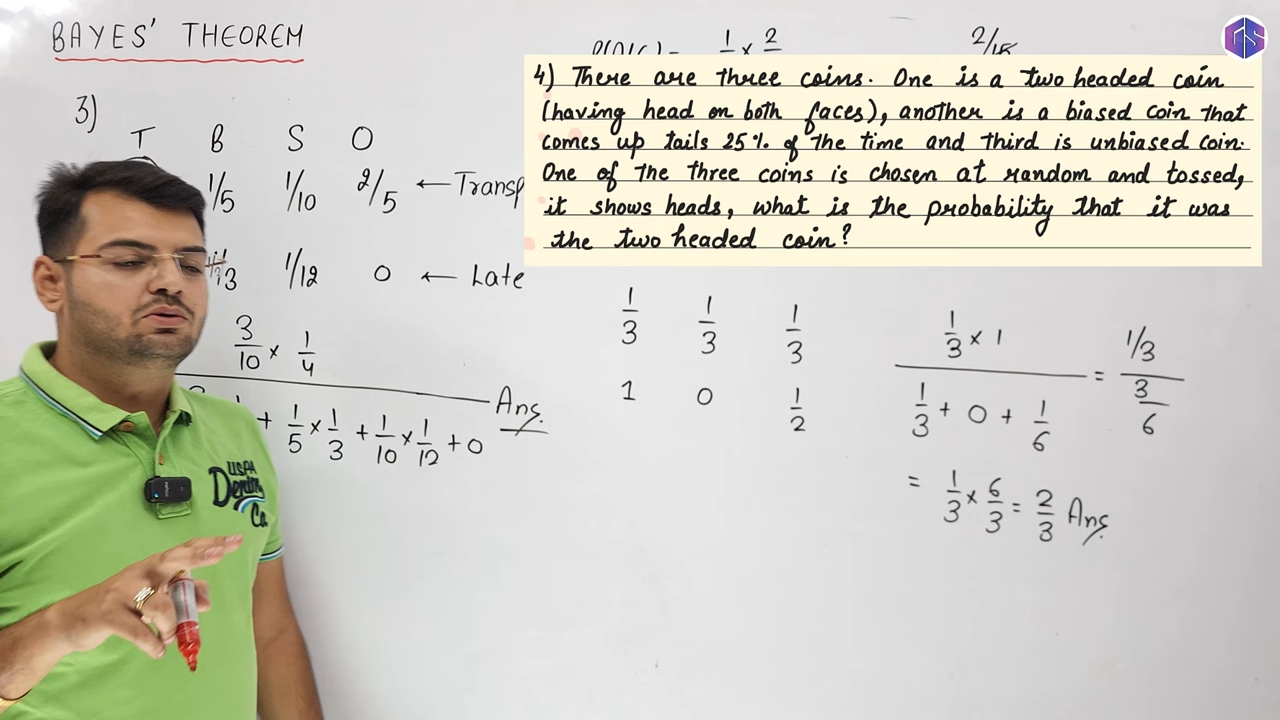 BAYES' THEOREM
3)
T B S O
1/5 1/10 2/5 ← Transp
3 1/12 0 ← Late
3/10 × 1/4
+ 1/5 × 1/3 + 1/10 × 1/12 + 0
Ans.
1/2 × 2
4) There are three coins. One is a two headed coin
(having head on both faces), another is a biased coin that
comes up tails 25% of the time and third is unbiased coin.
One of the three coins is chosen at random and tossed,
it shows heads, what is the probability that it was
the two headed coin?
1/3 1/3 1/3
1 0 1/2
1/3 × 1
1/3 + 0 + 1/6
= 1/3
3/6
= 1/3 × 6/3 = 2/3 Ans.
USPA
Denim
Co